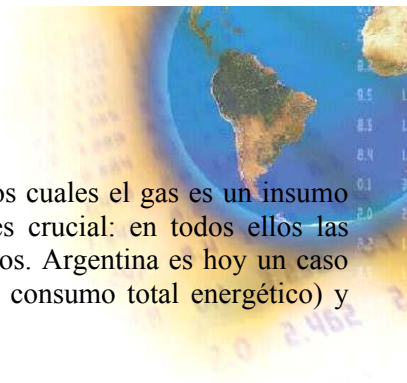 os cuales el gas es un insumo
es crucial: en todos ellos las
os. Argentina es hoy un caso
consumo total energético) y